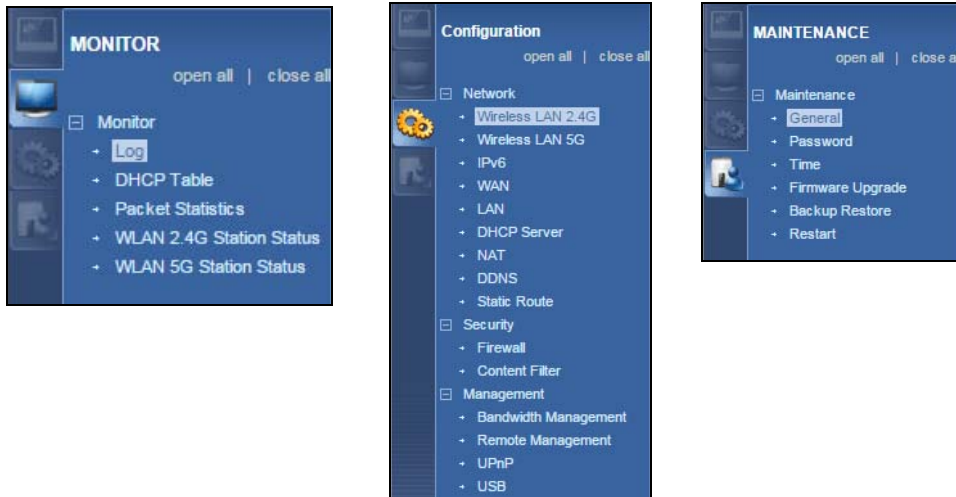 MONITOR
open all | close all
Monitor
Log
DHCP Table
Packet Statistics
WLAN 2.4G Station Status
WLAN 5G Station Status
Configuration
open all | close all
Network
Wireless LAN 2.4G
Wireless LAN 5G
IPv6
WAN
LAN
DHCP Server
NAT
DDNS
Static Route
Security
Firewall
Content Filter
Management
Bandwidth Management
Remote Management
UPnP
USB
MAINTENANCE
open all | close a
Maintenance
General
Password
Time
Firmware Upgrade
Backup Restore
Restart